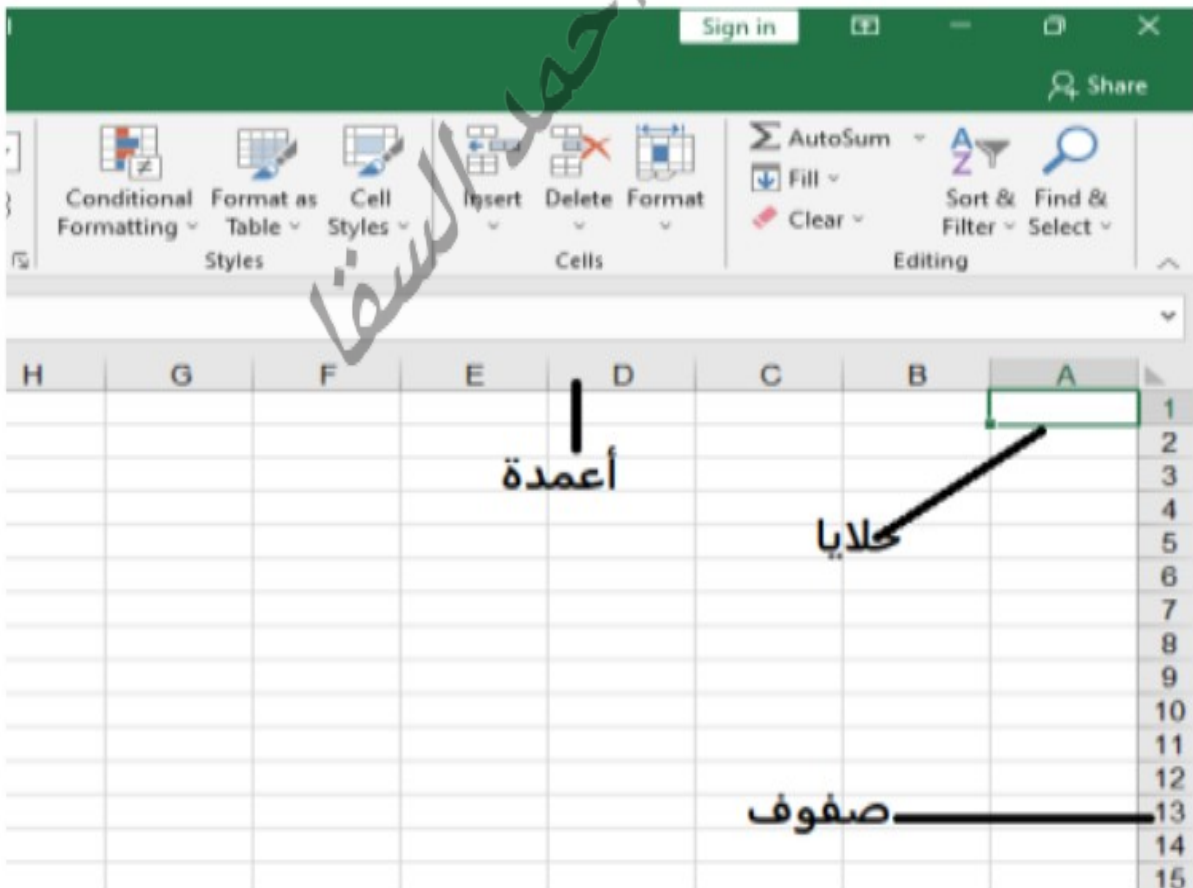 Sign in
Share
Conditional Formatting
Format as Table
Cell Styles
Insert
Delete
Format
AutoSum
Fill
Clear
Sort & Filter
Find & Select
Styles
Cells
Editing
H G F E D C B A
1
2
3
أعمدة
4
5
خلايا
6
7
8
9
10
11
12
13
صفوف
14
15
السقا